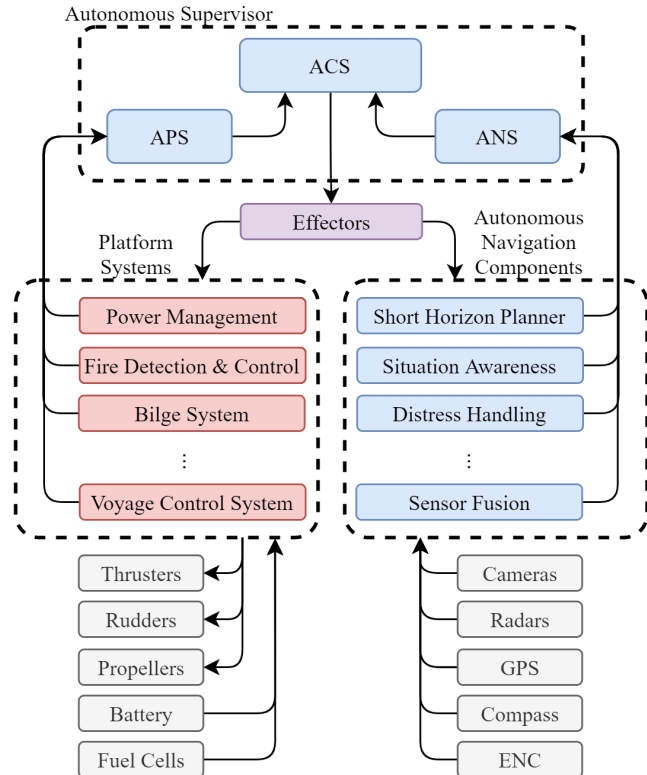 Autonomous Supervisor
ACS
APS
ANS
Effectors
Platform
Systems
Autonomous
Navigation
Components
Power Management
Fire Detection & Control
Bilge System
...
Voyage Control System
Short Horizon Planner
Situation Awareness
Distress Handling
...
Sensor Fusion
Thrusters
Rudders
Propellers
Battery
Fuel Cells
Cameras
Radars
GPS
Compass
ENC